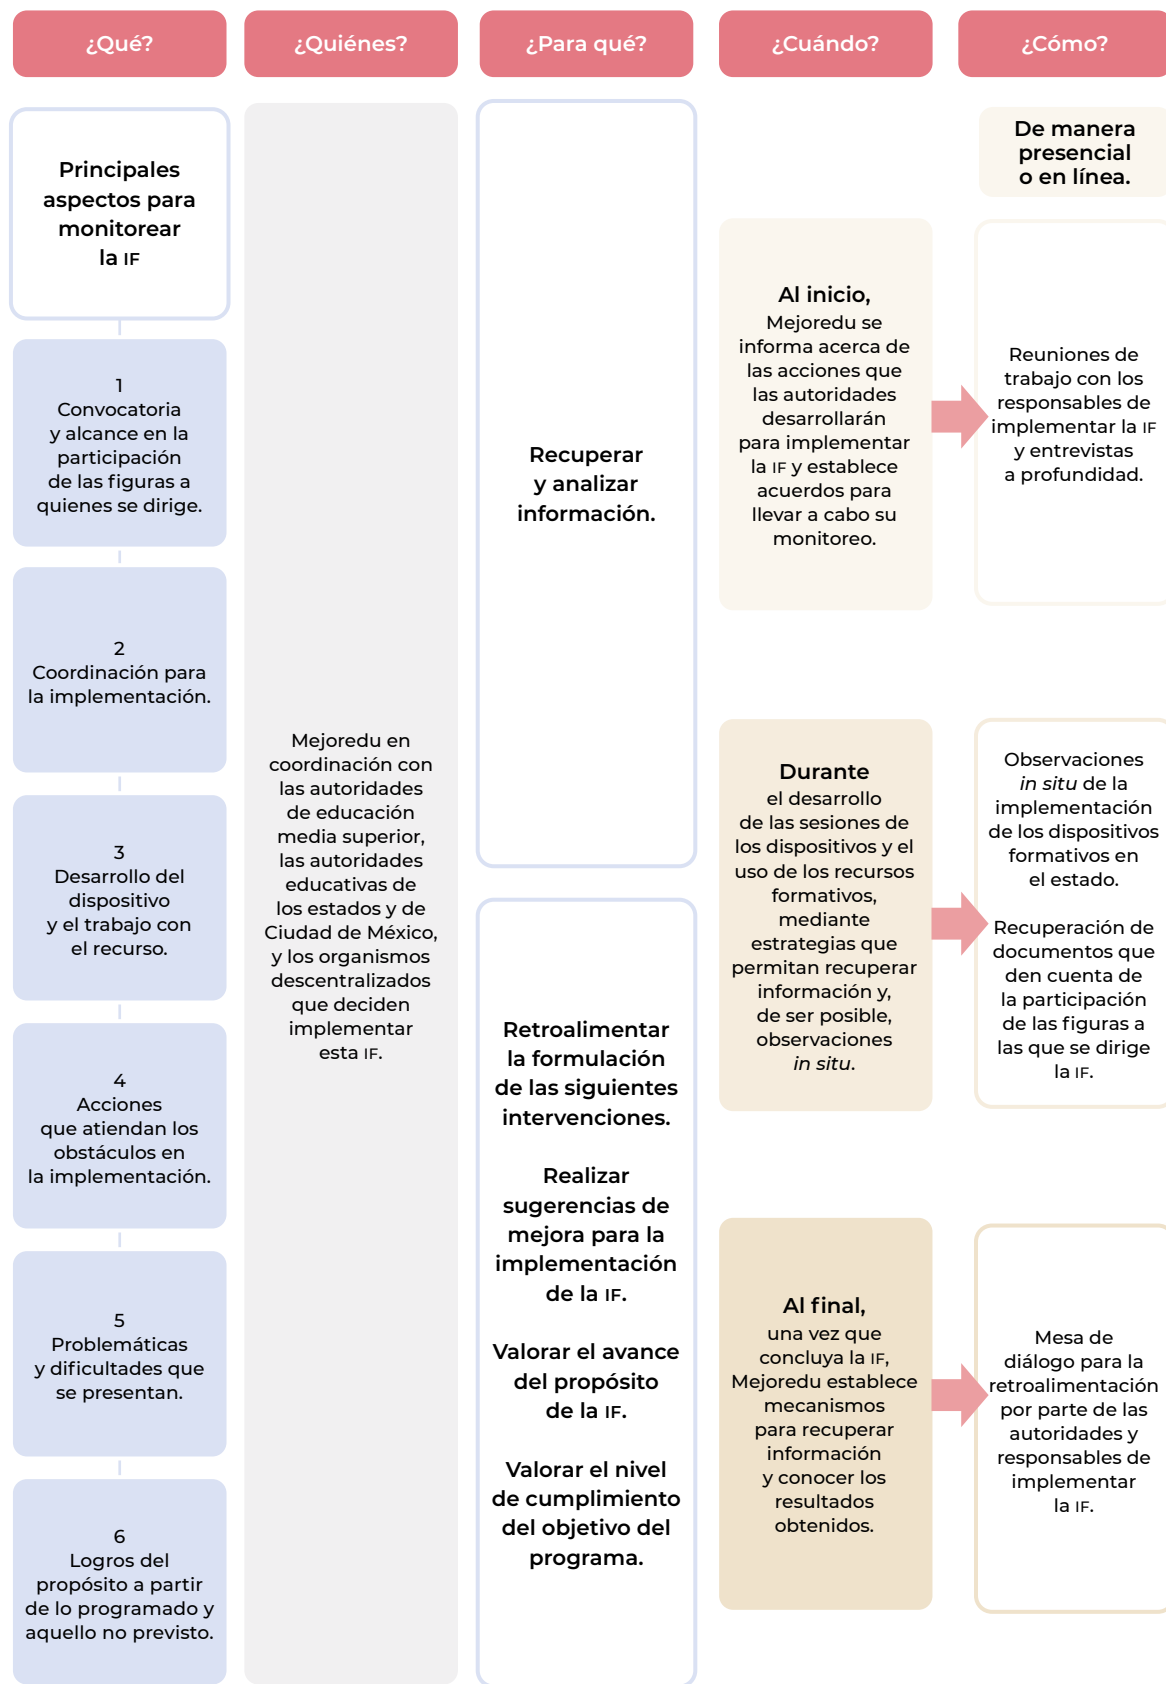 ¿Qué?
¿Quiénes?
¿Para qué?
¿Cuándo?
¿Cómo?
Principales
aspectos para
monitorear
la IF
1
Convocatoria
y alcance en la
participación
de las figuras a
quienes se dirige.
2
Coordinación para
la implementación.
3
Desarrollo del
dispositivo
y el trabajo con
el recurso.
4
Acciones
que atiendan los
obstáculos en
la implementación.
5
Problemáticas
y dificultades que
se presentan.
6
Logros del
propósito a partir
de lo programado y
aquello no previsto.
Mejoredu en
coordinación con
las autoridades
de educación
media superior,
las autoridades
educativas de
los estados y de
Ciudad de México,
y los organismos
descentralizados
que deciden
implementar
esta IF.
Recuperar
y analizar
información.
Retroalimentar
la formulación
de las siguientes
intervenciones.
Realizar
sugerencias de
mejora para la
implementación
de la IF.
Valorar el avance
del propósito
de la IF.
Valorar el nivel
de cumplimiento
del objetivo del
programa.
Al inicio,
Mejoredu se
informa acerca de
las acciones que
las autoridades
desarrollarán
para implementar
la IF y establece
acuerdos para
llevar a cabo su
monitoreo.
Durante
el desarrollo
de las sesiones de
los dispositivos y el
uso de los recursos
formativos,
mediante
estrategias que
permitan recuperar
información y,
de ser posible,
observaciones
in situ.
Al final,
una vez que
concluya la IF,
Mejoredu establece
mecanismos
para recuperar
información
y conocer los
resultados
obtenidos.
De manera
presencial
o en línea.
Reuniones de
trabajo con los
responsables de
implementar la IF
y entrevistas
a profundidad.
Observaciones
in situ de la
implementación
de los dispositivos
formativos en
el estado.
Recuperación de
documentos que
den cuenta de
la participación
de las figuras a
las que se dirige
la IF.
Mesa de
diálogo para la
retroalimentación
por parte de las
autoridades y
responsables de
implementar
la IF.